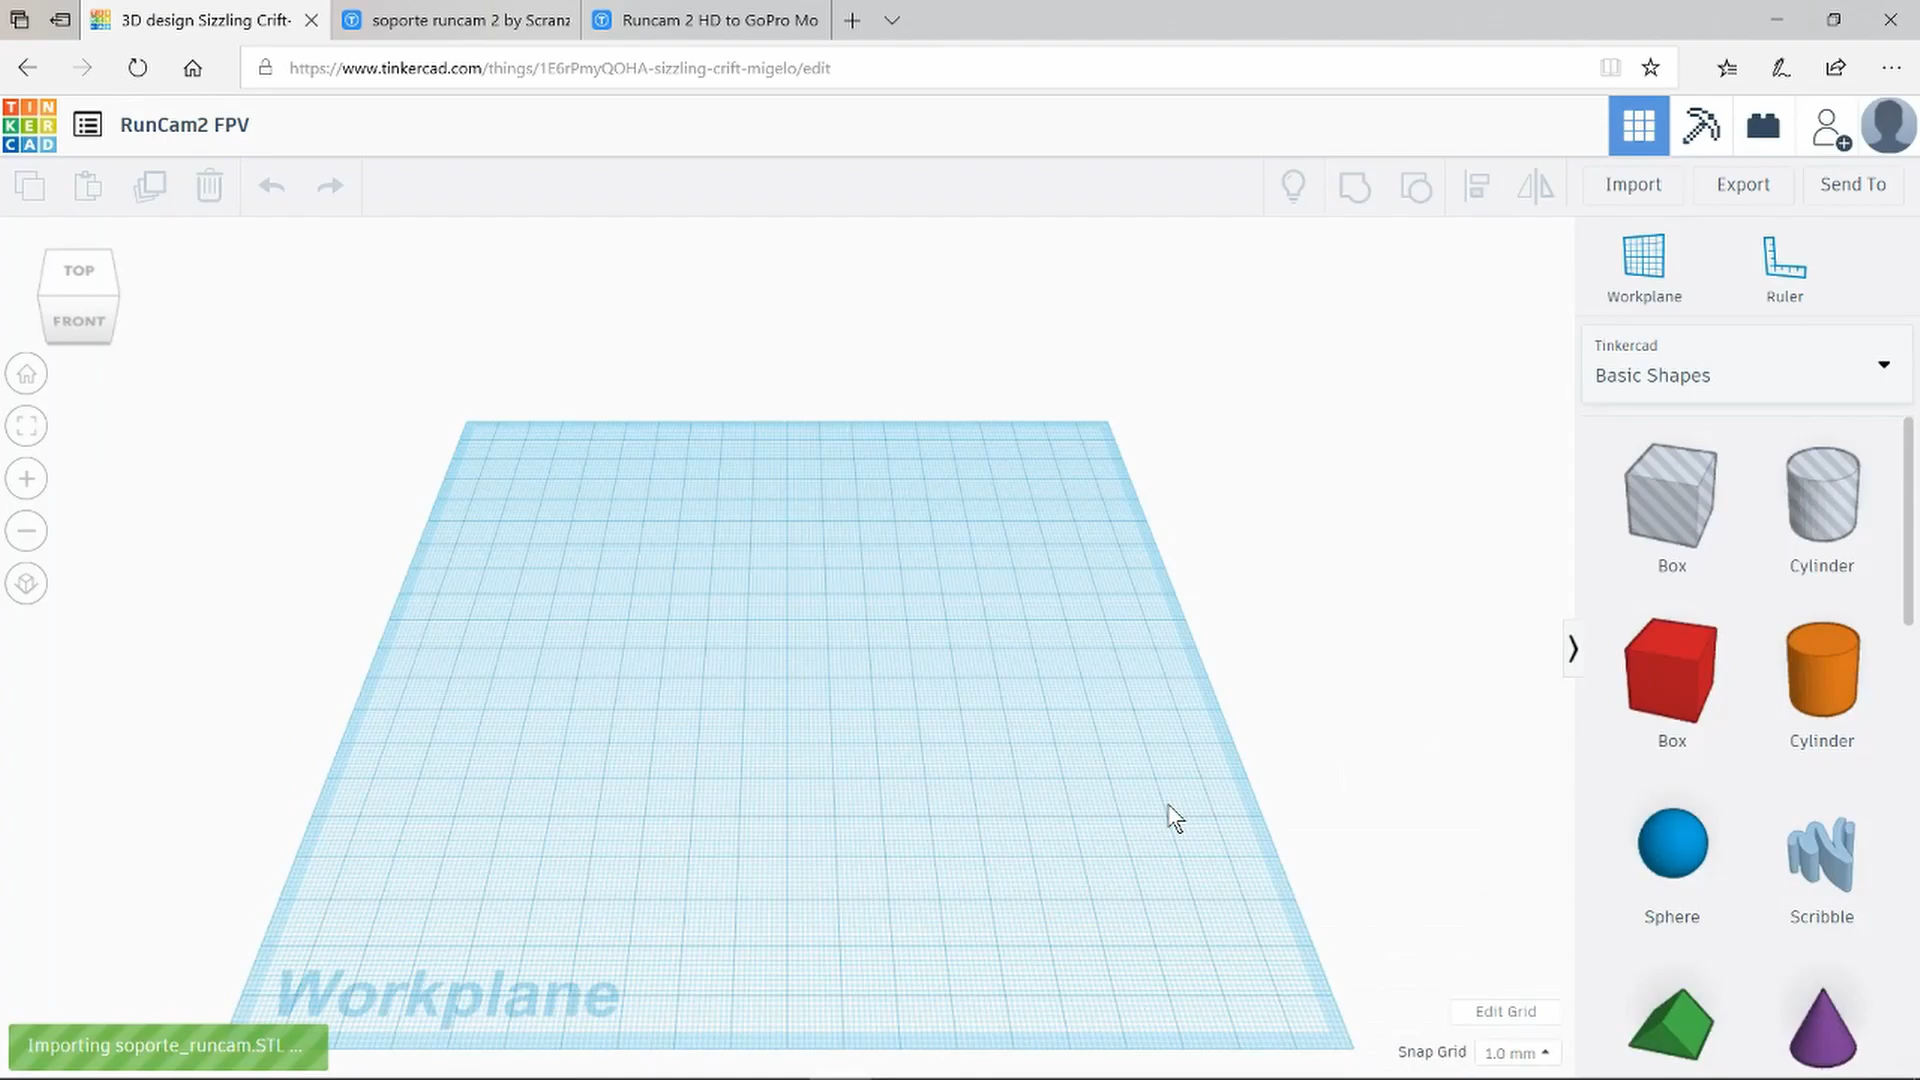 3D design Sizzling Crift-
soporte runcam 2 by Scranz
Runcam 2 HD to GoPro Mo
https://www.tinkercad.com/things/1E6rPmyQOHA-sizzling-crift-migelo/edit
TIN
KER
CAD
RunCam2 FPV
Import
Export
Send To
TOP
FRONT
Workplane
Ruler
Tinkercad
Basic Shapes
Box
Cylinder
Box
Cylinder
Sphere
Scribble
Workplane
Edit Grid
Importing soporte_runcam.STL ...
Snap Grid
1.0 mm